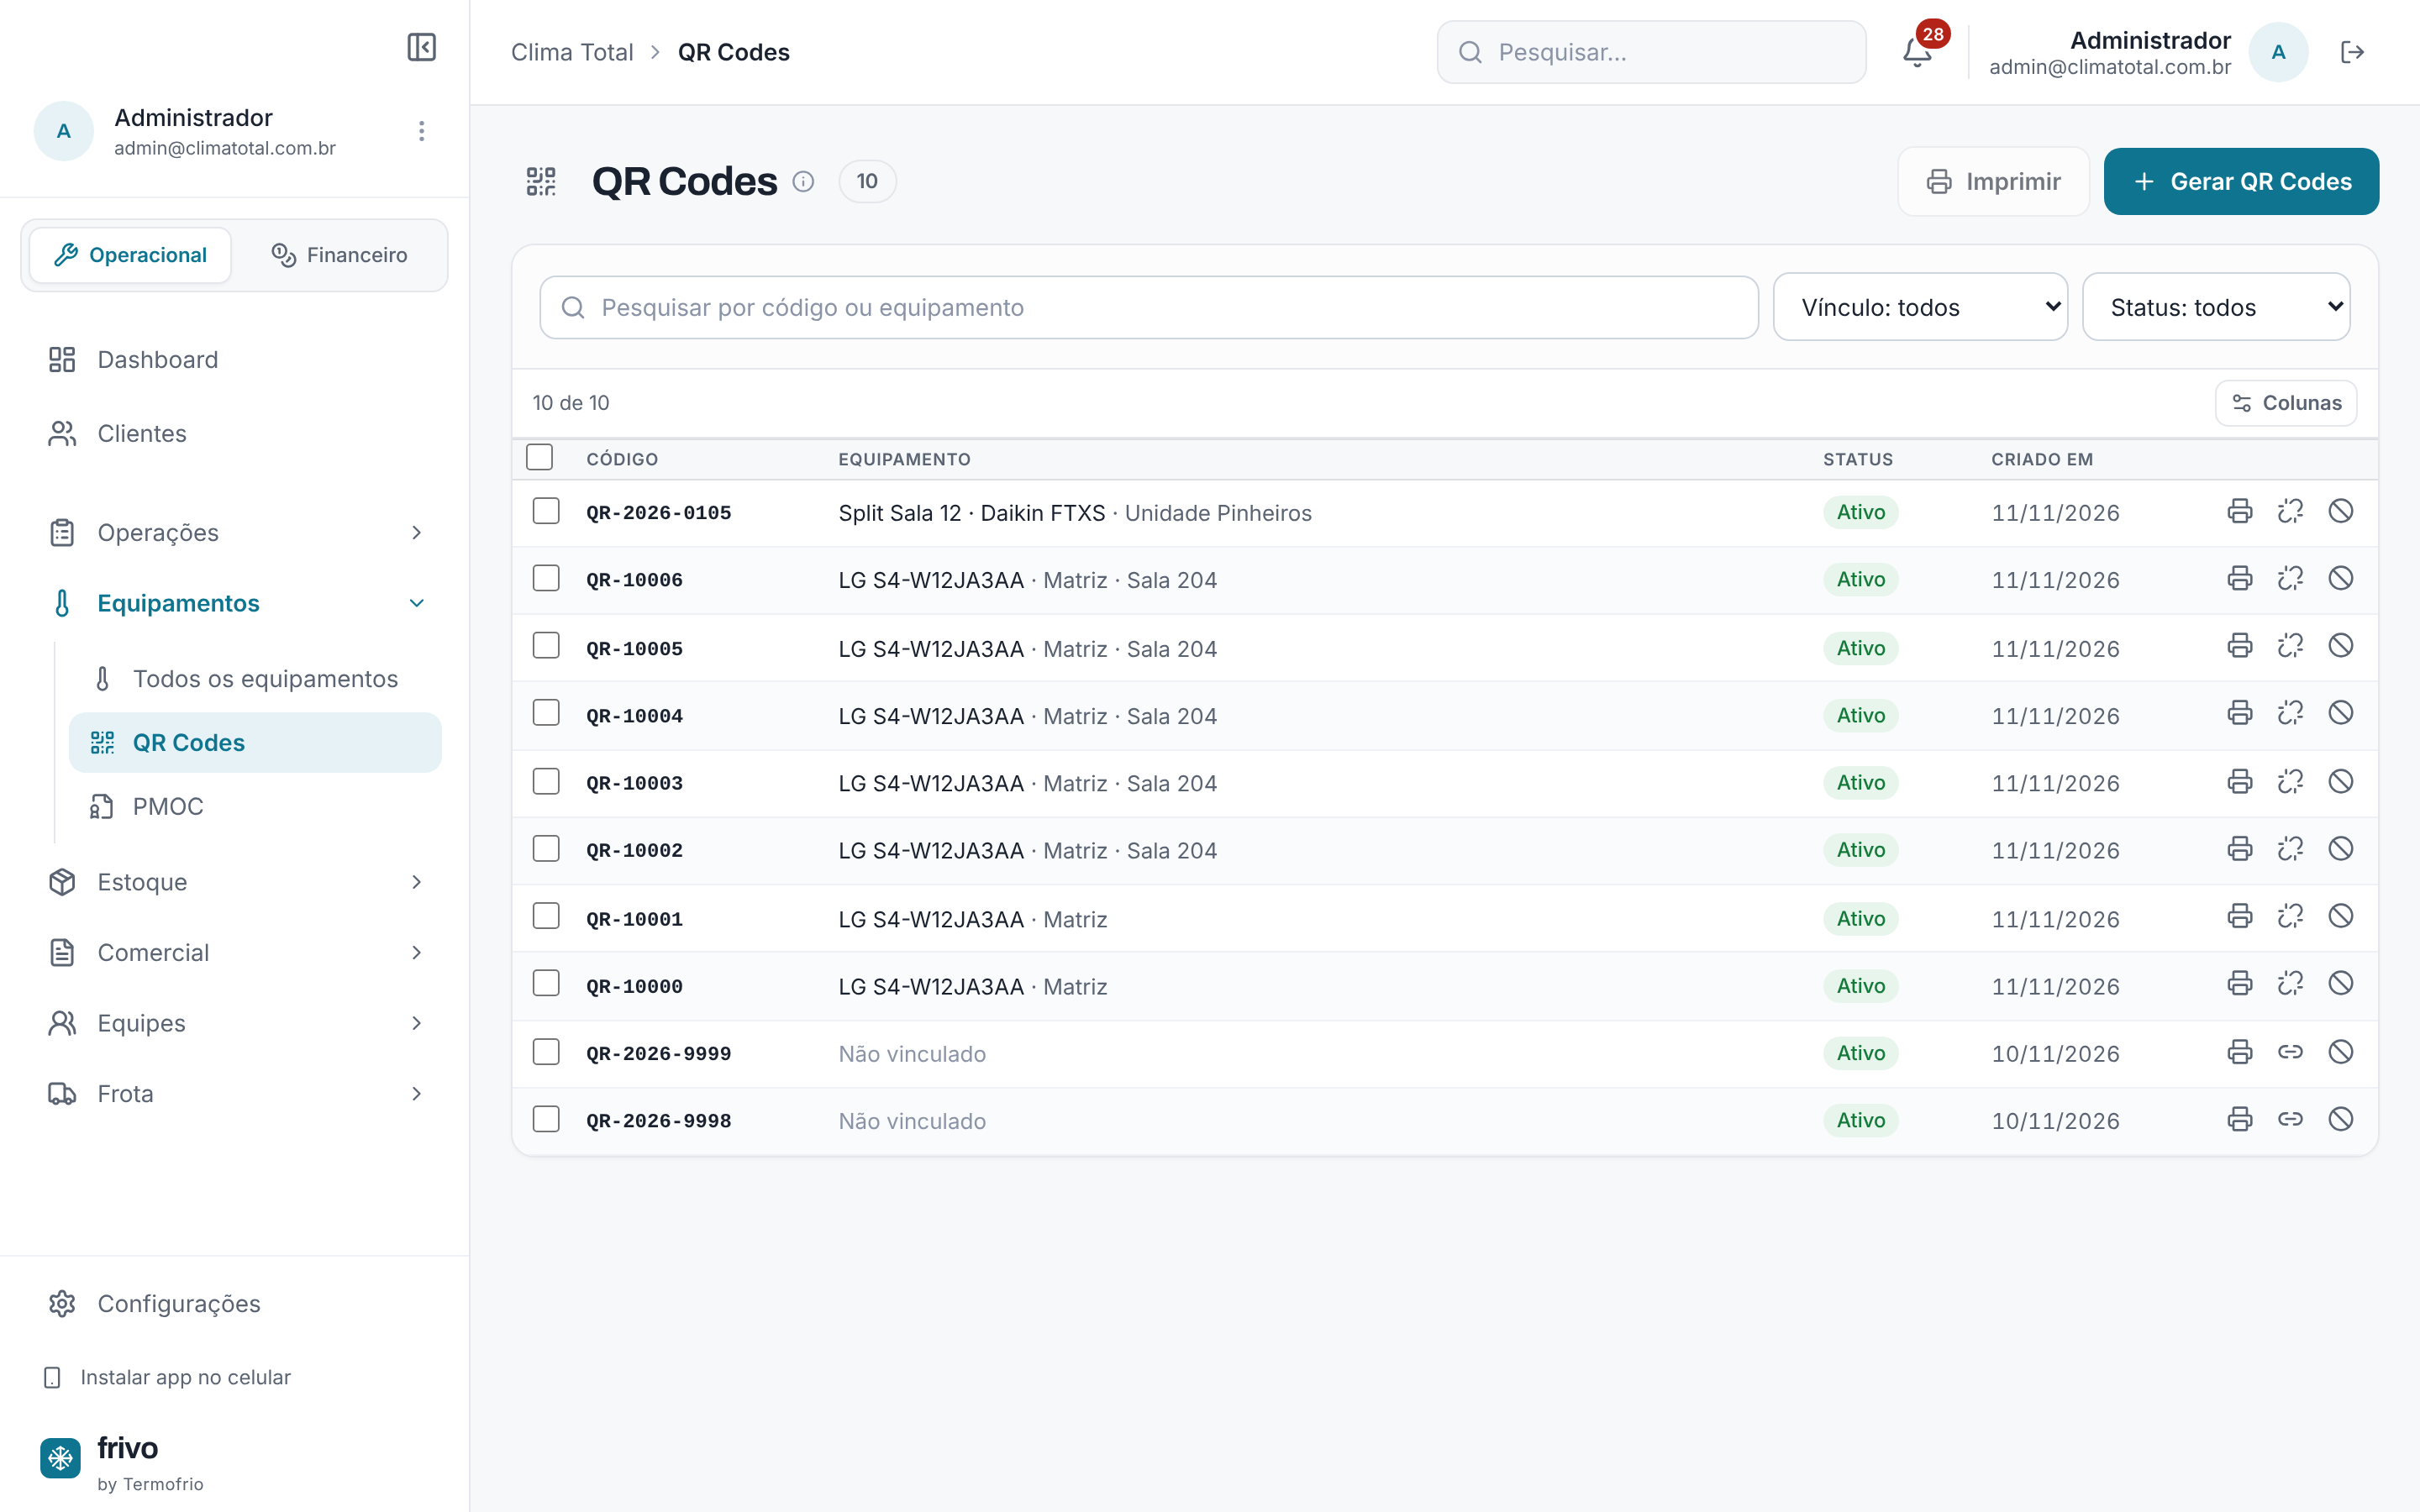 A
Administrador
admin@climatotal.com.br
Operacional
Financeiro
Dashboard
Clientes
Operações
Equipamentos
Todos os equipamentos
QR Codes
PMOC
Estoque
Comercial
Equipes
Frota
Configurações
Instalar app no celular
frivo
by Termofrio
Clima Total > QR Codes
Pesquisar...
28
Administrador
admin@climatotal.com.br
A
QR Codes 10
Imprimir
Gerar QR Codes
Pesquisar por código ou equipamento
Vínculo: todos
Status: todos
10 de 10
Colunas
CÓDIGO EQUIPAMENTO STATUS CRIADO EM
QR-2026-0105 Split Sala 12 · Daikin FTXS · Unidade Pinheiros Ativo 11/11/2026
QR-10006 LG S4-W12JA3AA · Matriz · Sala 204 Ativo 11/11/2026
QR-10005 LG S4-W12JA3AA · Matriz · Sala 204 Ativo 11/11/2026
QR-10004 LG S4-W12JA3AA · Matriz · Sala 204 Ativo 11/11/2026
QR-10003 LG S4-W12JA3AA · Matriz · Sala 204 Ativo 11/11/2026
QR-10002 LG S4-W12JA3AA · Matriz · Sala 204 Ativo 11/11/2026
QR-10001 LG S4-W12JA3AA · Matriz Ativo 11/11/2026
QR-10000 LG S4-W12JA3AA · Matriz Ativo 11/11/2026
QR-2026-9999 Não vinculado Ativo 10/11/2026
QR-2026-9998 Não vinculado Ativo 10/11/2026